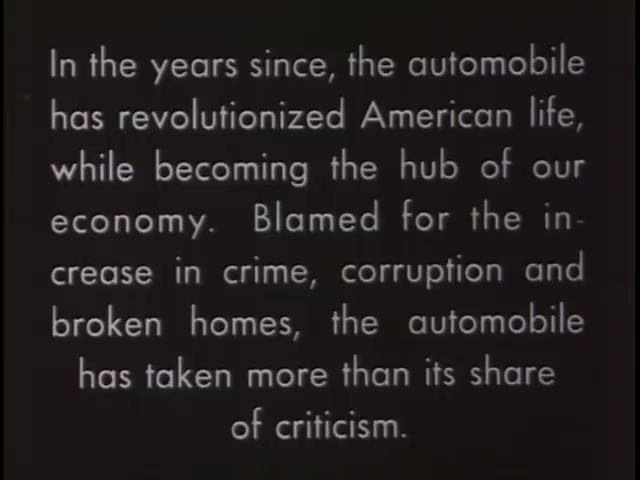 In the years since, the automobile
has revolutionized American life,
while becoming the hub of our
economy. Blamed for the in-
crease in crime, corruption and
broken homes, the automobile
has taken more than its share
of criticism.